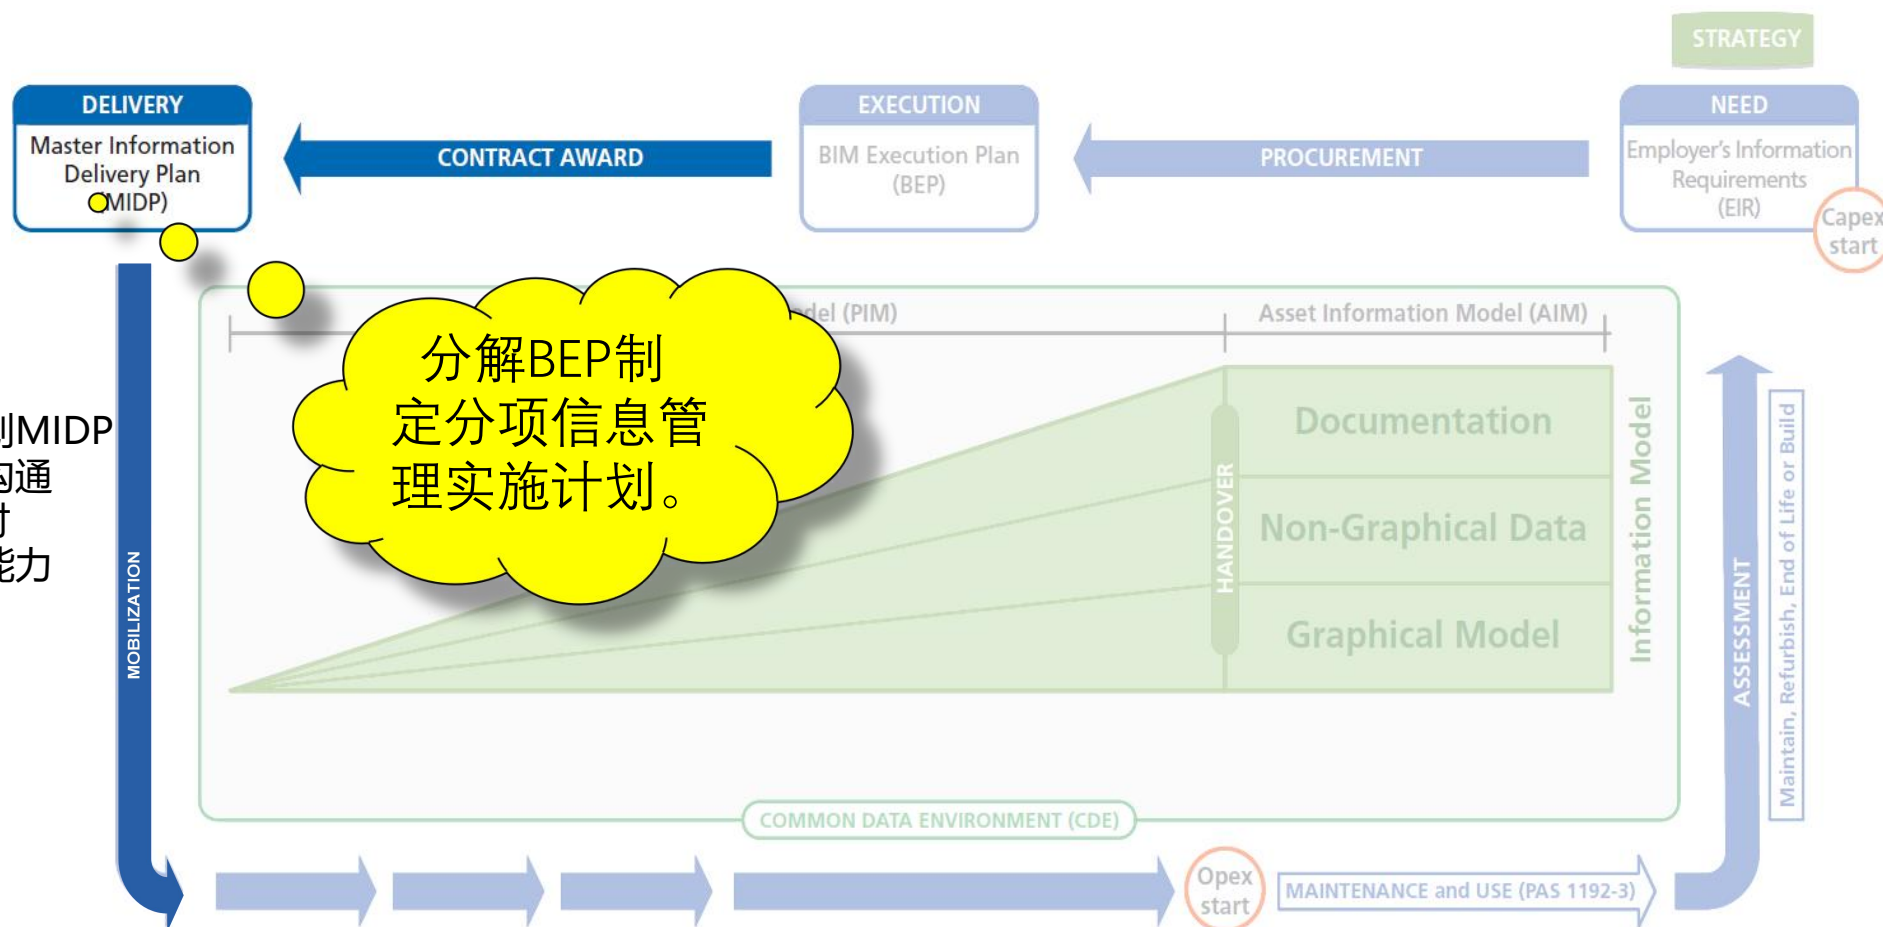 STRATEGY
DELIVERY
Master Information
Delivery Plan
(MIDP)
CONTRACT AWARD
EXECUTION
BIM Execution Plan
(BEP)
PROCUREMENT
NEED
Employer's Information
Requirements
(EIR)
Capex
start
分解BEP制
定分项信息管
理实施计划。
(PIM)
Asset Information Model (AIM)
MIDP
沟通
能力
MOBILIZATION
HANDOVER
Documentation
Non-Graphical Data
Graphical Model
Information Model
ASSESSMENT
Maintain, Refurbish, End of Life or Build
COMMON DATA ENVIRONMENT (CDE)
Opex
start
MAINTENANCE and USE (PAS 1192-3)